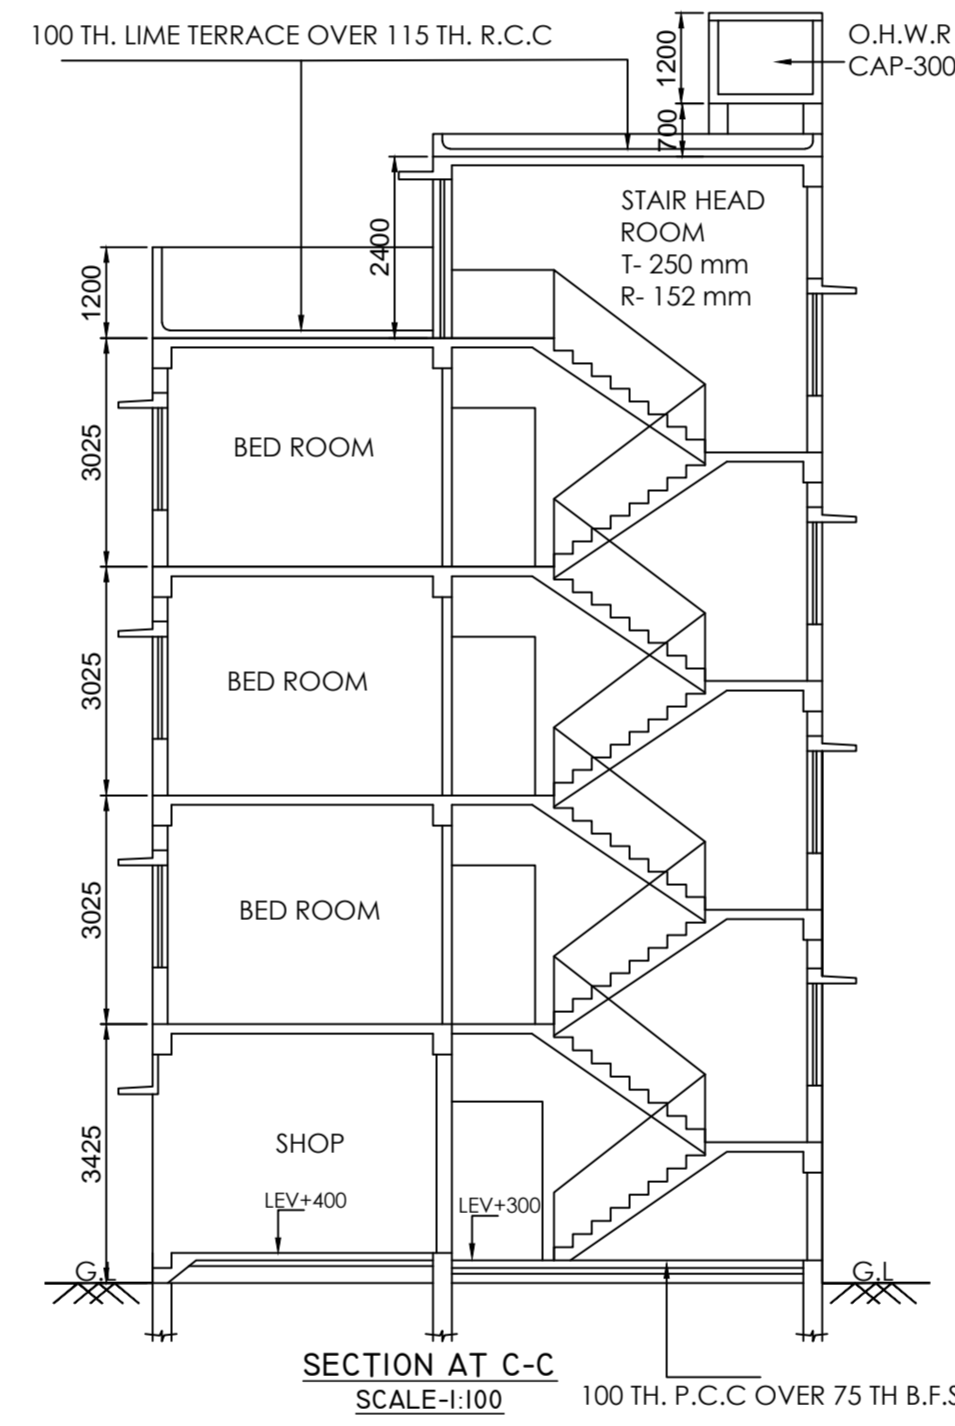 100 TH. LIME TERRACE OVER 115 TH. R.C.C
O.H.W.R
CAP-300
1200
700
STAIR HEAD
ROOM
T- 250 mm
R- 152 mm
2400
1200
3025
BED ROOM
3025
BED ROOM
3025
BED ROOM
3425
SHOP
LEV+400
LEV+300
G.L
G.L
SECTION AT C-C
SCALE-1:100
100 TH. P.C.C OVER 75 TH B.F.S